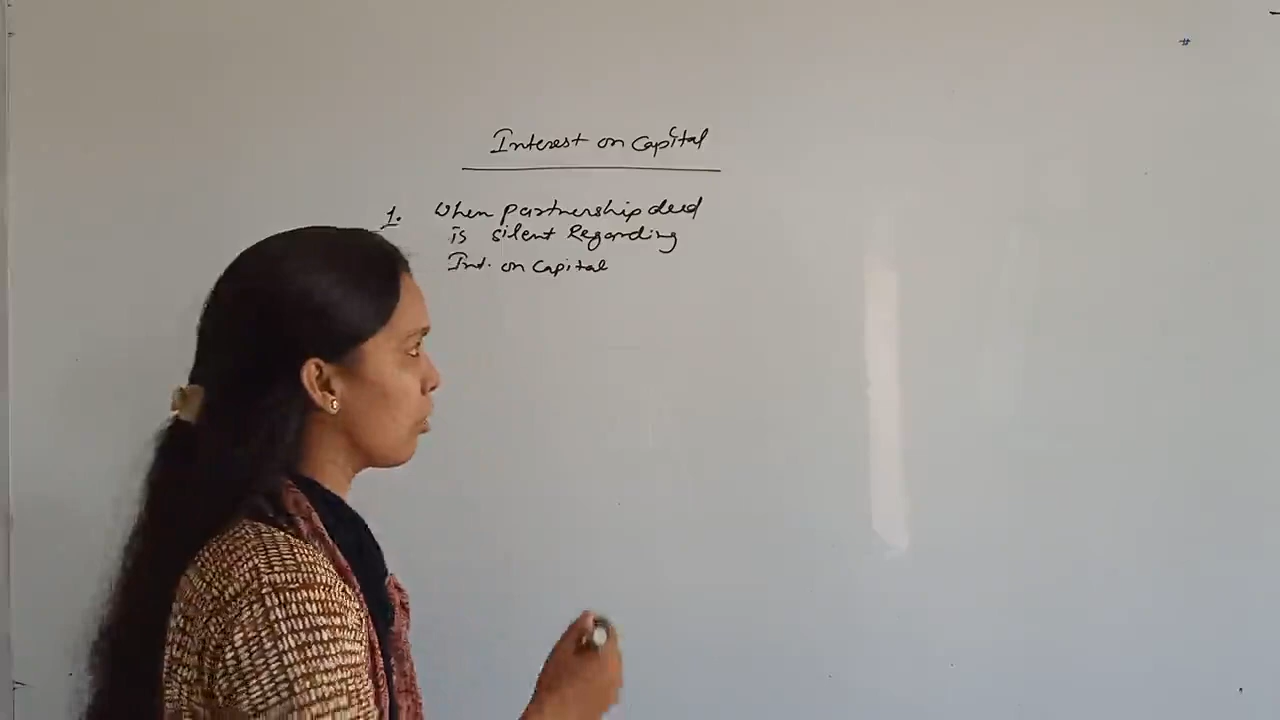 Interest on Capital
1. When partnership deed
is silent Regarding
Int. on Capital
#